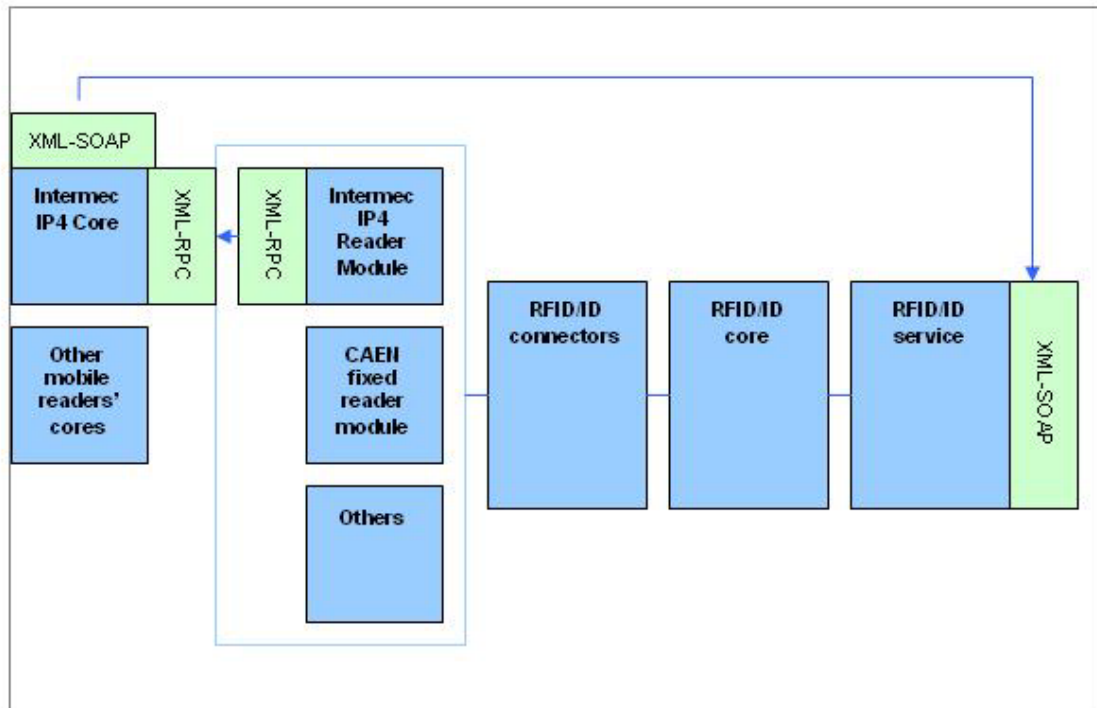 XML-SOAP
Intermec
IP4 Core
XML-RPC
XML-RPC
Intermec
IP4
Reader
Module
Other
mobile
readers'
cores
CAEN
fixed
reader
module
Others
RFID/ID
connectors
RFID/ID
core
RFID/ID
service
XML-SOAP